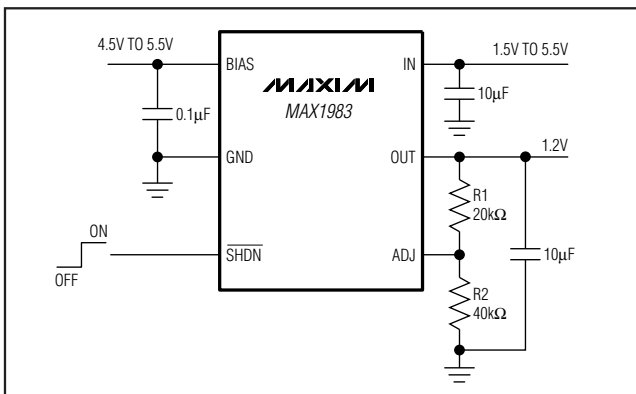 4.5V TO 5.5V
BIAS
IN
1.5V TO 5.5V
MAXIM
MAX1983
0.1μF
10μF
GND
OUT
1.2V
R1
20kΩ
ON
OFF
SHDN
ADJ
10μF
R2
40kΩ